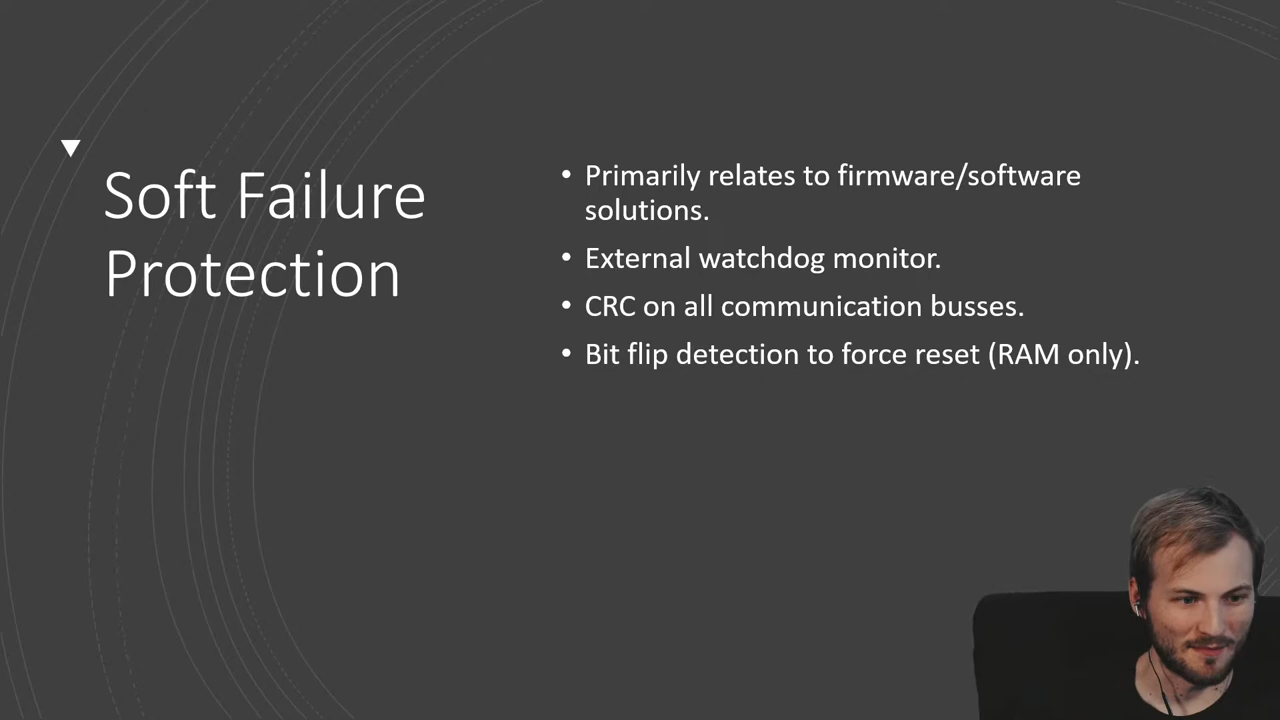 Soft Failure
Protection
• Primarily relates to firmware/software
solutions.
• External watchdog monitor.
• CRC on all communication busses.
• Bit flip detection to force reset (RAM only).